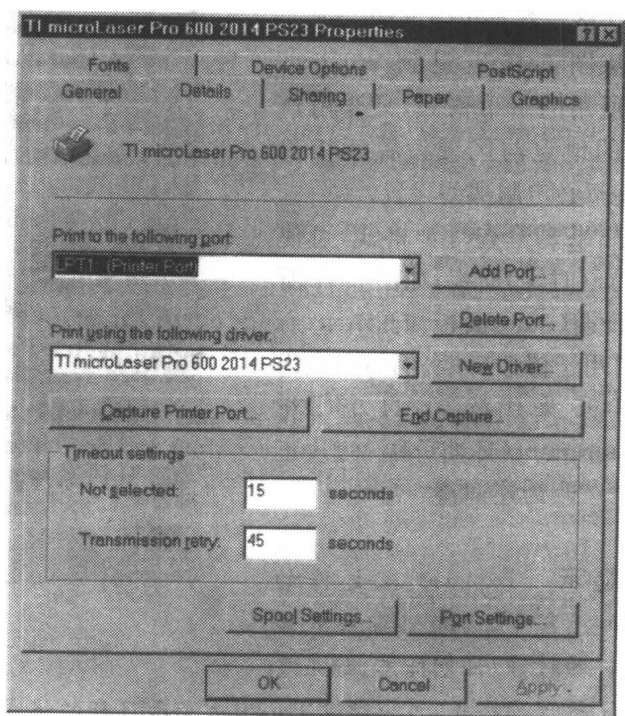 TI microLaser Pro 600 2014 PS23 Properties
Fonts Device Options PostScript
General Details Sharing Paper Graphics
TI microLaser Pro 600 2014 PS23
Print to the following port:
LPT1: (Printer Port)
Add Port...
Delete Port...
Print using the following driver:
TI microLaser Pro 600 2014 PS23
New Driver...
Capture Printer Port... End Capture...
Timeout settings
Not selected: 15 seconds
Transmission retry: 45 seconds
Spool Settings... Port Settings...
OK Cancel Apply